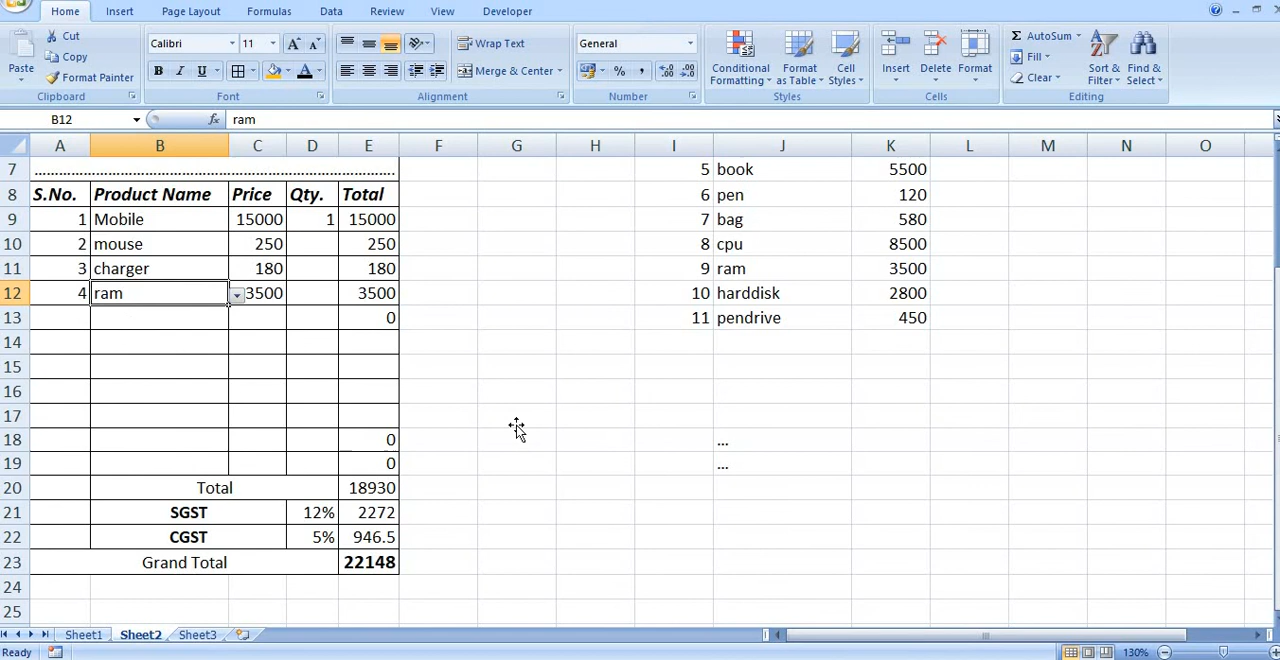 Home Insert Page Layout Formulas Data Review View Developer
Cut Calibri 11 A A Wrap Text General Σ AutoSum
Copy
Paste Format Painter B I U A Merge & Center % , Conditional Formatting Format as Table Cell Styles Insert Delete Format Fill Clear Sort & Filter Find & Select
Clipboard Font Alignment Number Styles Cells Editing
B12 fx ram
A B C D E F G H I J K L M N O
7 ................................................................................ 5 book 5500
8 S.No. Product Name Price Qty. Total 6 pen 120
9 1 Mobile 15000 1 15000 7 bag 580
10 2 mouse 250 250 8 cpu 8500
11 3 charger 180 180 9 ram 3500
12 4 ram 3500 3500 10 harddisk 2800
13 0 11 pendrive 450
14
15
16
17
18 0 ...
19 0 ...
20 Total 18930
21 SGST 12% 2272
22 CGST 5% 946.5
23 Grand Total 22148
24
25
Sheet1 Sheet2 Sheet3
Ready 130%